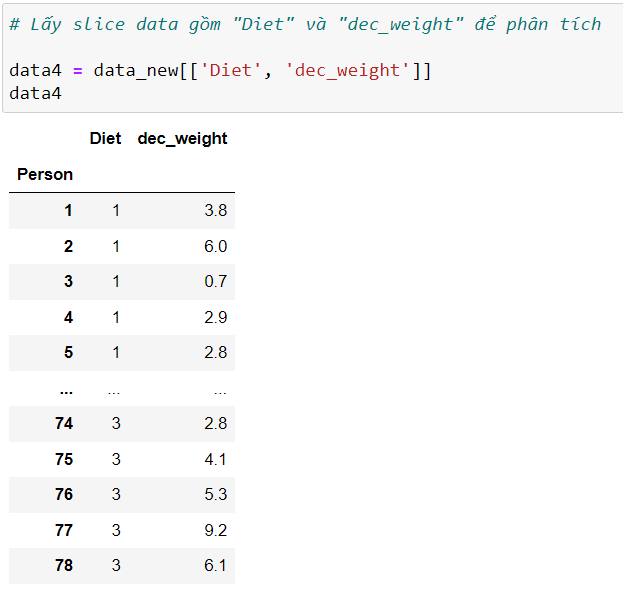 # Lấy slice data gồm "Diet" và "dec_weight" để phân tích
data4 = data_new[['Diet', 'dec_weight']]
data4
Diet dec_weight
Person
1 1 3.8
2 1 6.0
3 1 0.7
4 1 2.9
5 1 2.8
... ... ...
74 3 2.8
75 3 4.1
76 3 5.3
77 3 9.2
78 3 6.1